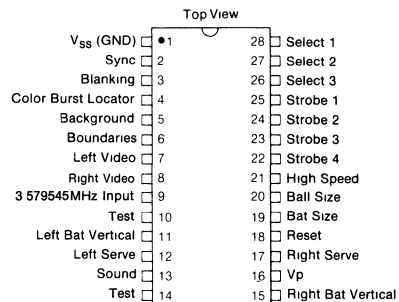 Top View
V_SS (GND) 1 28 Select 1
Sync 2 27 Select 2
Blanking 3 26 Select 3
Color Burst Locator 4 25 Strobe 1
Background 5 24 Strobe 2
Boundaries 6 23 Strobe 3
Left Video 7 22 Strobe 4
Right Video 8 21 High Speed
3 579545MHz Input 9 20 Ball Size
Test 10 19 Bat Size
Left Bat Vertical 11 18 Reset
Left Serve 12 17 Right Serve
Sound 13 16 Vp
Test 14 15 Right Bat Vertical